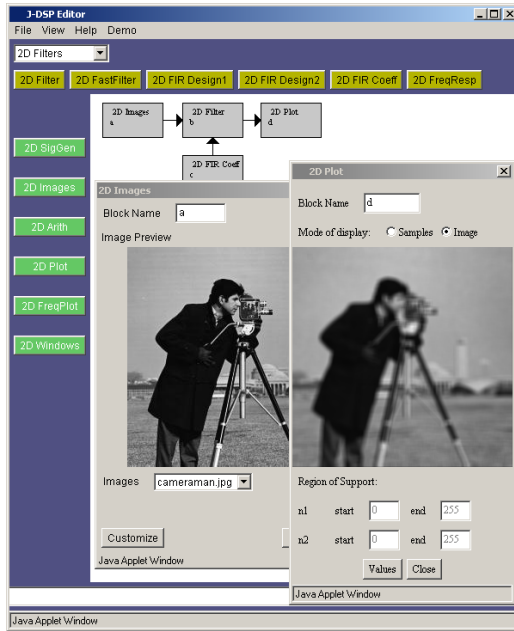 J-DSP Editor
File View Help Demo
2D Filters
2D Filter 2D FastFilter 2D FIR Design1 2D FIR Design2 2D FIR Coeff 2D FreqResp
2D Images
a
2D Filter
b
2D Plot
d
2D FIR Coeff
c
2D SigGen
2D Images
2D Arith
2D Plot
2D FreqPlot
2D Windows
2D Images
Block Name a
Image Preview
Images cameraman.jpg
Customize
Java Applet Window
2D Plot
Block Name d
Mode of display: Samples Image
Region of Support:
n1 start 0 end 255
n2 start 0 end 255
Values Close
Java Applet Window
Java Applet Window